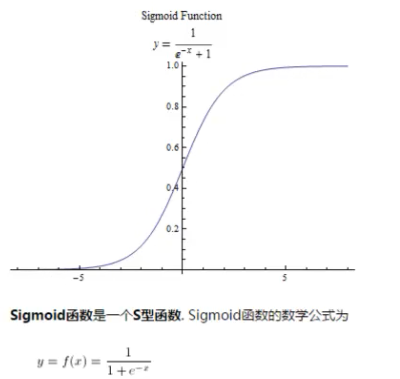 Sigmoid Function
y = 1 / (e^-x + 1)
1.0
0.8
0.6
0.4
0.2
-5
5
Sigmoid函数是一个S型函数. Sigmoid函数的数学公式为
y = f(x) = 1 / (1 + e^-x)